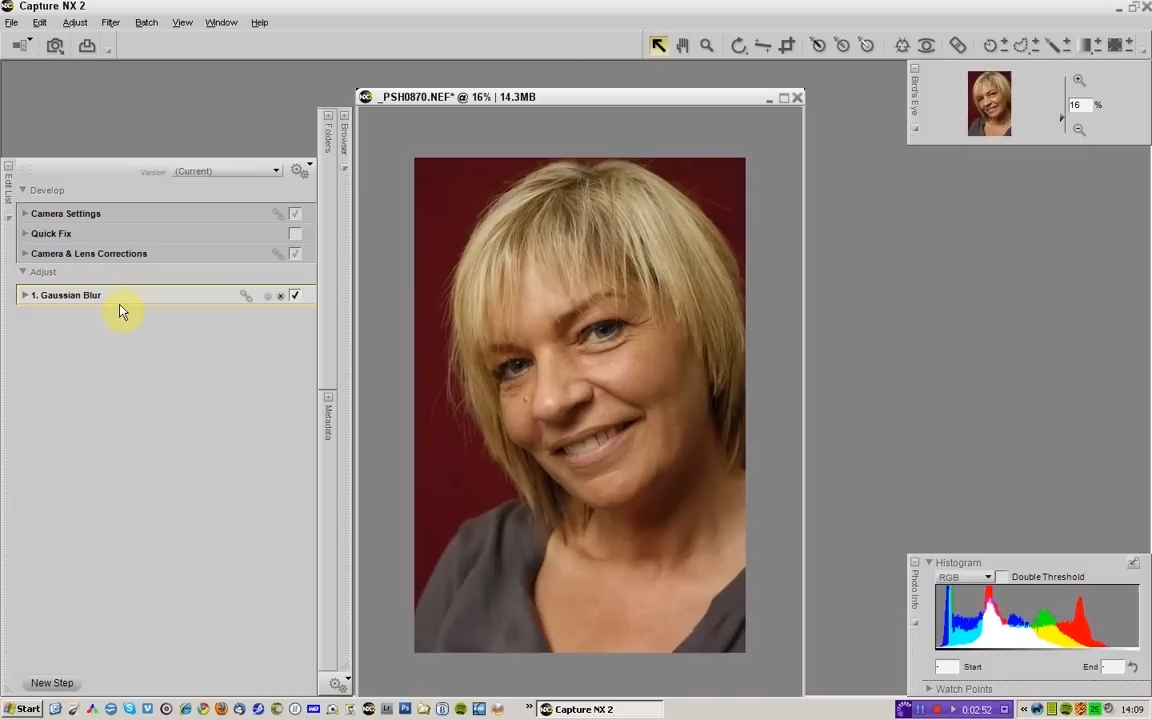 Capture NX 2
File Edit Adjust Filter Batch View Window Help
Bird's Eye
16 %
_PSH0870.NEF* @ 16% | 14.3MB
Folders
Browser
Metadata
Edit List
Version (Current)
Develop
Camera Settings
Quick Fix
Camera & Lens Corrections
Adjust
1. Gaussian Blur
New Step
Photo Info
Histogram
RGB Double Threshold
Start End
Watch Points
Start
Capture NX 2
0:02:52
14:09